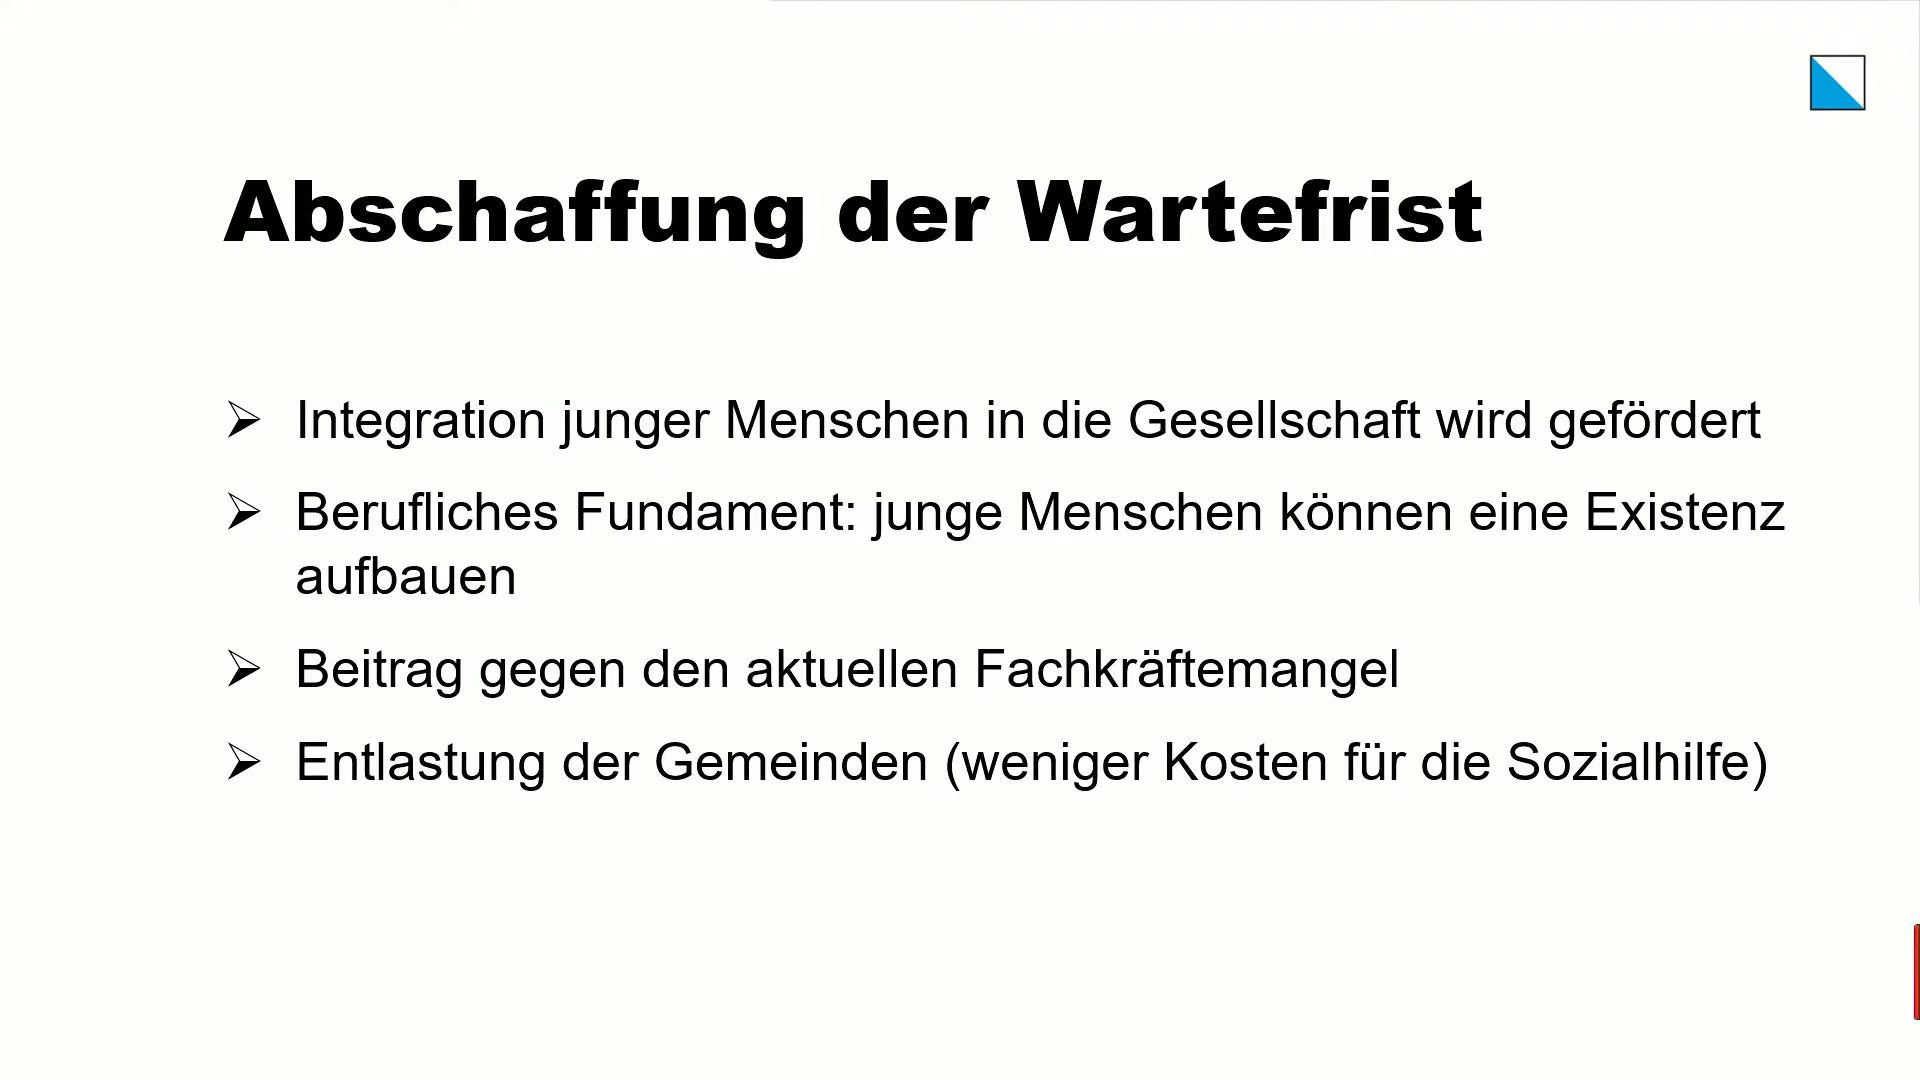 Abschaffung der Wartefrist
Integration junger Menschen in die Gesellschaft wird gefördert
Berufliches Fundament: junge Menschen können eine Existenz
aufbauen
Beitrag gegen den aktuellen Fachkräftemangel
Entlastung der Gemeinden (weniger Kosten für die Sozialhilfe)